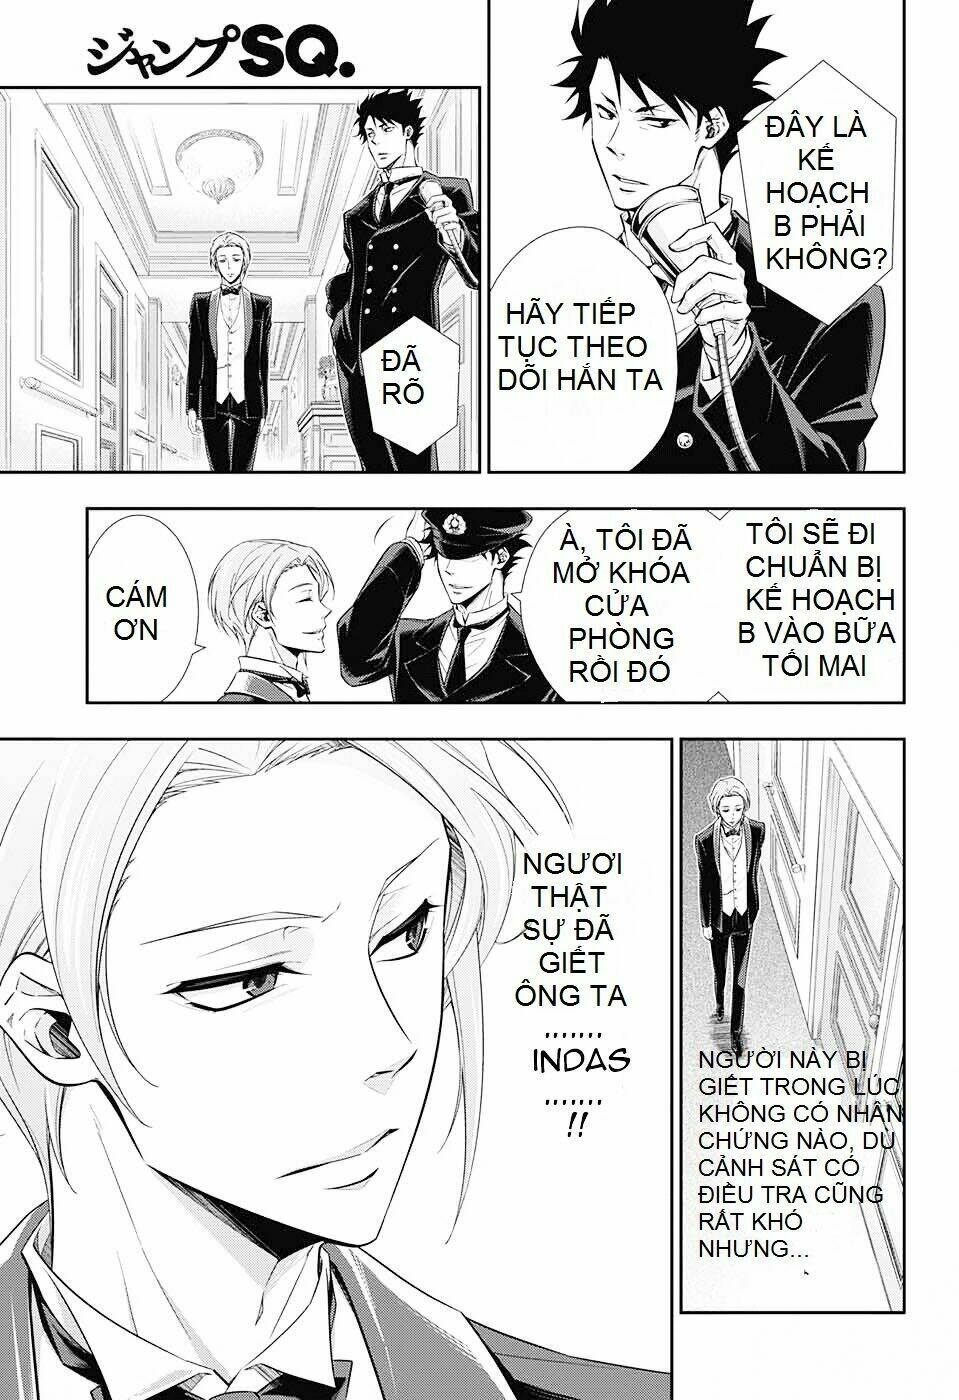 ジャンプSQ.
ĐÂY LÀ
KẾ
HOẠCH
B PHẢI
KHÔNG?
HÃY TIẾP
TỤC THEO
DÕI HẮN TA
ĐÃ
RÕ
TÔI SẼ ĐI
CHUẨN BỊ
KẾ HOẠCH
B VÀO BỮA
TỐI MAI
À, TÔI ĐÃ
MỞ KHÓA
CỬA
PHÒNG
RỒI ĐÓ
CÁM
ƠN
NGƯỜI NÀY BỊ
GIẾT TRONG LÚC
KHÔNG CÓ NHÂN
CHỨNG NÀO, DÙ
CẢNH SÁT CÓ
ĐIỀU TRA CŨNG
RẤT KHÓ
NHƯNG...
NGƯƠI
THẬT
SỰ ĐÃ
GIẾT
ÔNG TA
.......
INDAS
.......
!!